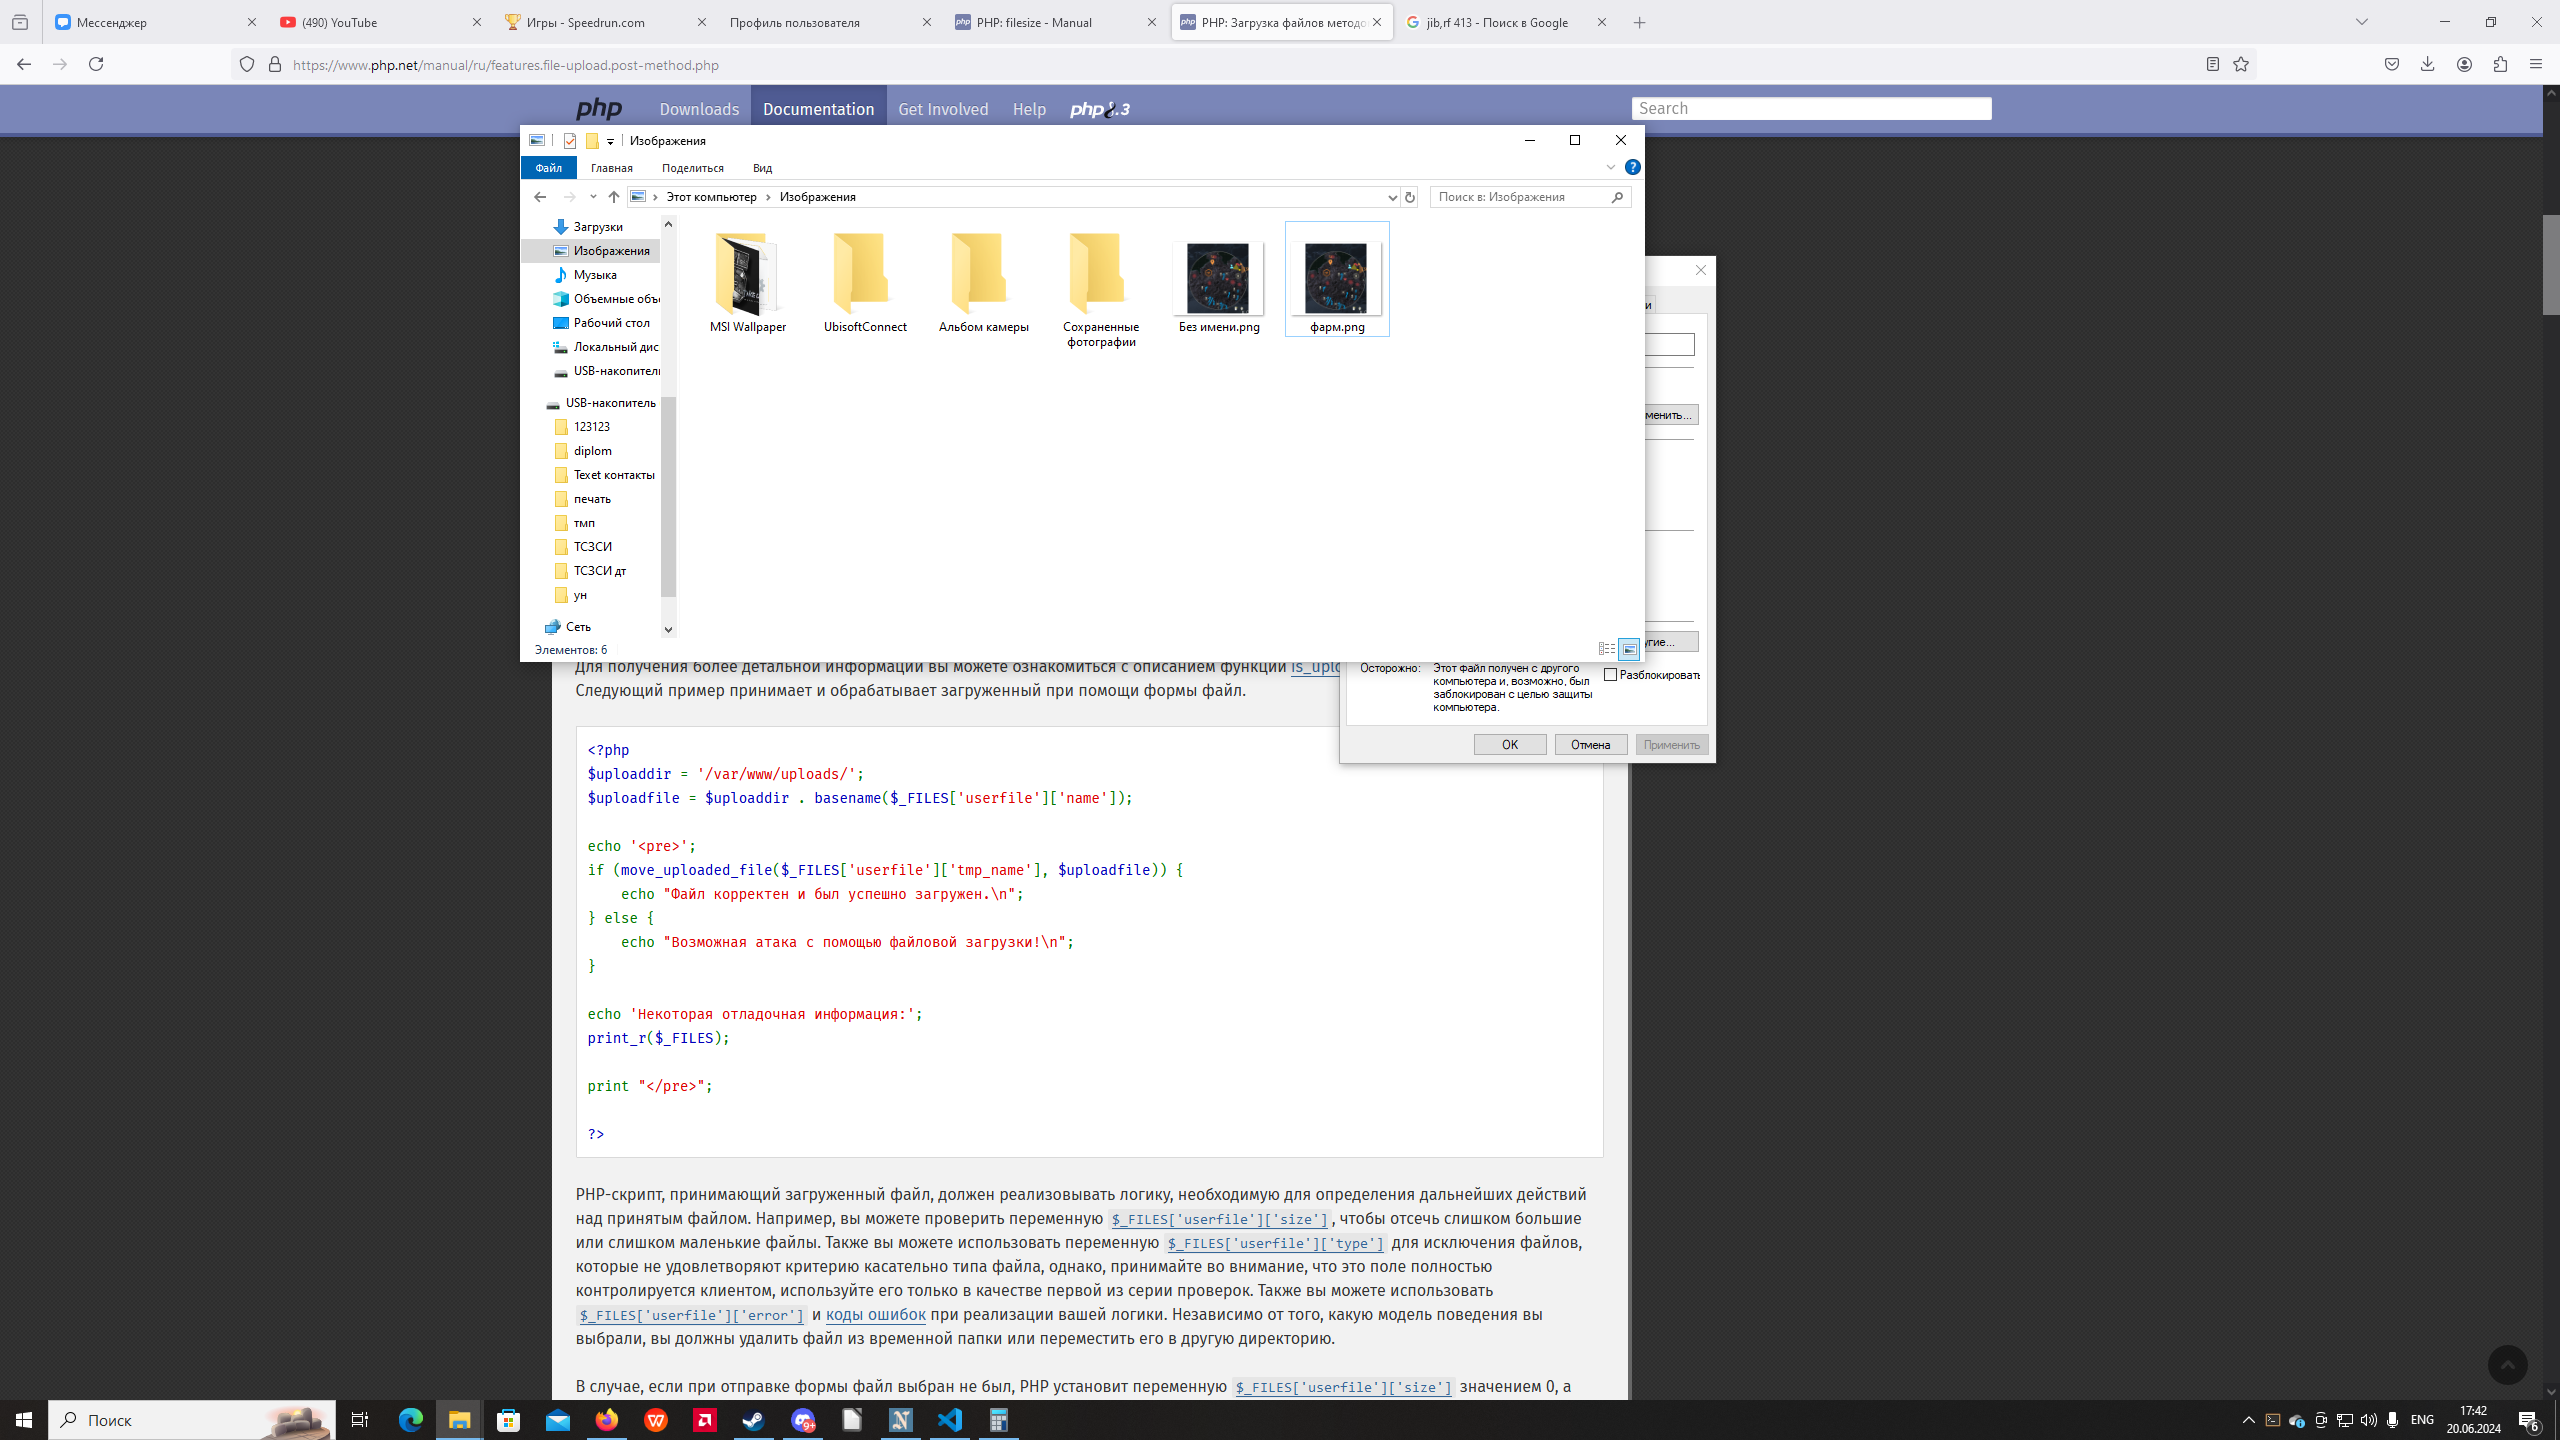 Мессенджер
(490) YouTube
Игры - Speedrun.com
Профиль пользователя
PHP: filesize - Manual
PHP: Загрузка файлов методо
jib,rf 413 - Поиск в Google
https://www.php.net/manual/ru/features.file-upload.post-method.php
php
Downloads
Documentation
Get Involved
Help
php8.3
Search
Изображения
Файл
Главная
Поделиться
Вид
Этот компьютер
Изображения
Поиск в: Изображения
Загрузки
Изображения
Музыка
Объемные объ
Рабочий стол
Локальный дис
USB-накопител
USB-накопитель
123123
diplom
Texet контакты
печать
тмп
ТСЗСИ
ТСЗСИ дт
ун
Сеть
MSI Wallpaper
UbisoftConnect
Альбом камеры
Сохраненные
фотографии
Без имени.png
фарм.png
Элементов: 6
и
менить...
угие...
Осторожно:
Этот файл получен с другого
компьютера и, возможно, был
заблокирован с целью защиты
компьютера.
Разблокировать
OK
Отмена
Применить
Для получения более детальной информации вы можете ознакомиться с описанием функции is_uplo
Следующий пример принимает и обрабатывает загруженный при помощи формы файл.
<?php
$uploaddir = '/var/www/uploads/';
$uploadfile = $uploaddir . basename($_FILES['userfile']['name']);
echo '<pre>';
if (move_uploaded_file($_FILES['userfile']['tmp_name'], $uploadfile)) {
echo "Файл корректен и был успешно загружен.\n";
} else {
echo "Возможная атака с помощью файловой загрузки!\n";
}
echo 'Некоторая отладочная информация:';
print_r($_FILES);
print "</pre>";
?>
PHP-скрипт, принимающий загруженный файл, должен реализовывать логику, необходимую для определения дальнейших действий
над принятым файлом. Например, вы можете проверить переменную $_FILES['userfile']['size'], чтобы отсечь слишком большие
или слишком маленькие файлы. Также вы можете использовать переменную $_FILES['userfile']['type'] для исключения файлов,
которые не удовлетворяют критерию касательно типа файла, однако, принимайте во внимание, что это поле полностью
контролируется клиентом, используйте его только в качестве первой из серии проверок. Также вы можете использовать
$_FILES['userfile']['error'] и коды ошибок при реализации вашей логики. Независимо от того, какую модель поведения вы
выбрали, вы должны удалить файл из временной папки или переместить его в другую директорию.
В случае, если при отправке формы файл выбран не был, PHP установит переменную $_FILES['userfile']['size'] значением 0, а
Поиск
9+
ENG
17:42
20.06.2024
6